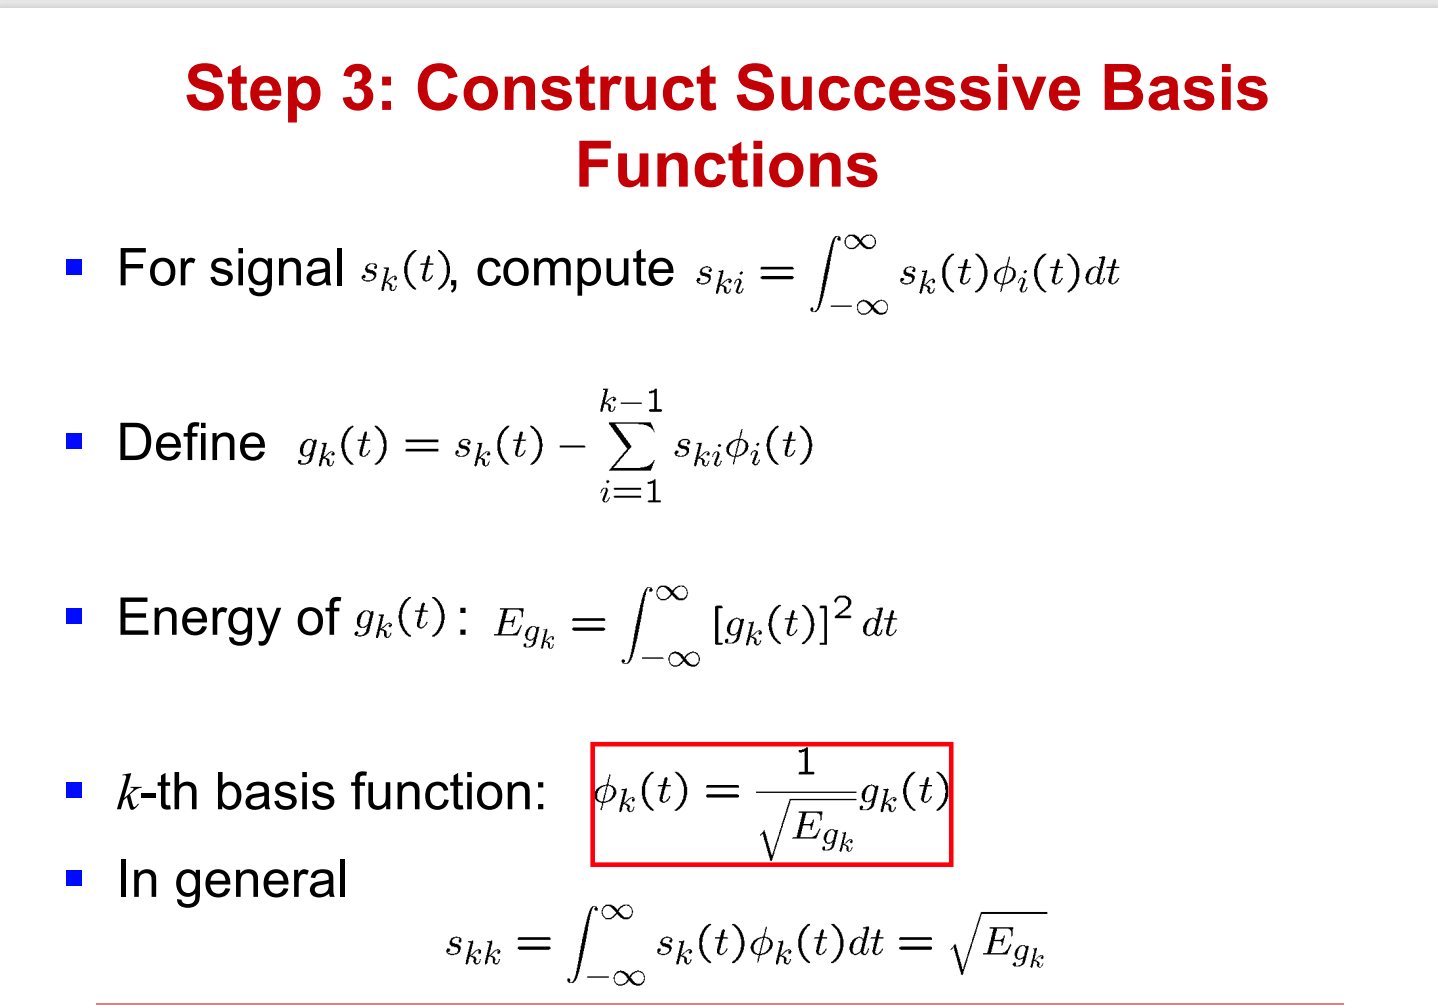 Step 3: Construct Successive Basis
Functions
▪ For signal $s_k(t)$, compute $s_{ki} = \int_{-\infty}^{\infty} s_k(t)\phi_i(t)dt$
▪ Define $g_k(t) = s_k(t) - \sum_{i=1}^{k-1} s_{ki}\phi_i(t)$
▪ Energy of $g_k(t)$: $E_{g_k} = \int_{-\infty}^{\infty} [g_k(t)]^2 dt$
▪ k-th basis function: $\phi_k(t) = \frac{1}{\sqrt{E_{g_k}}} g_k(t)$
▪ In general
$s_{kk} = \int_{-\infty}^{\infty} s_k(t)\phi_k(t)dt = \sqrt{E_{g_k}}$